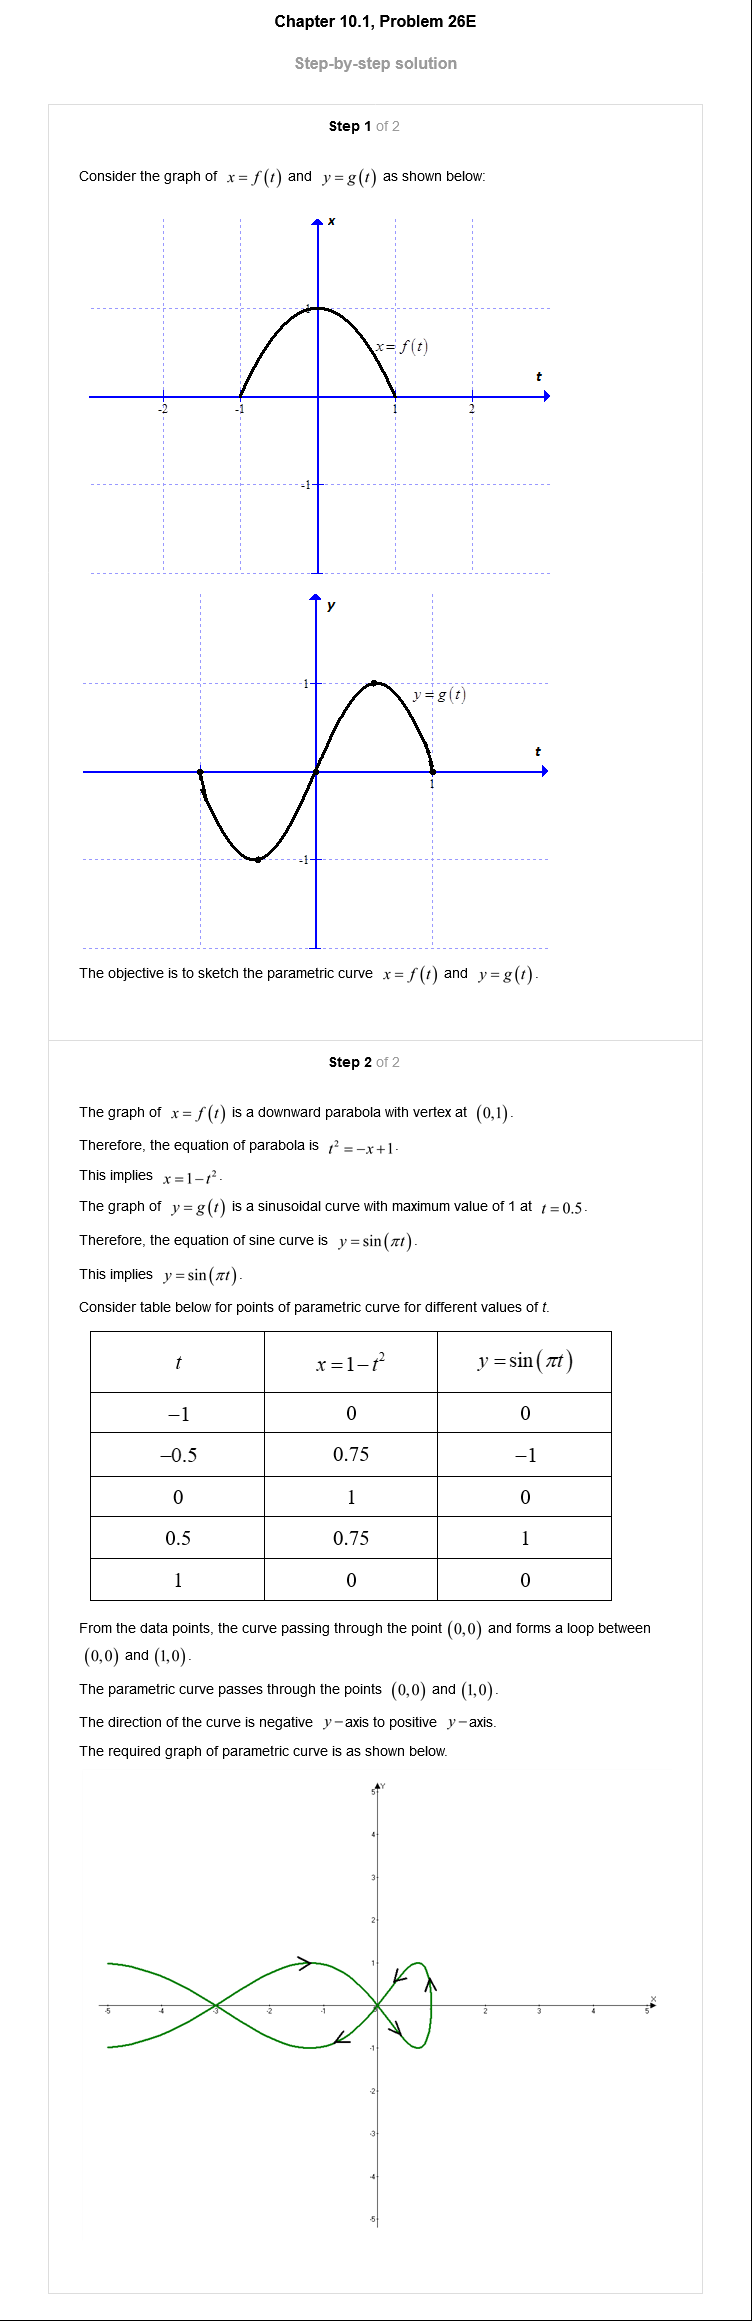 Chapter 10.1, Problem 26E
Step-by-step solution
Step 1 of 2
Consider the graph of x = f(t) and y = g(t) as shown below:
x
1
x = f(t)
t
-2 -1 1 2
-1
y
1
y = g(t)
t
1
-1
The objective is to sketch the parametric curve x = f(t) and y = g(t).
Step 2 of 2
The graph of x = f(t) is a downward parabola with vertex at (0,1).
Therefore, the equation of parabola is t² = −x+1.
This implies x = 1−t².
The graph of y = g(t) is a sinusoidal curve with maximum value of 1 at t = 0.5.
Therefore, the equation of sine curve is y = sin(πt).
This implies y = sin(πt).
Consider table below for points of parametric curve for different values of t.
t x = 1−t² y = sin(πt)
−1 0 0
−0.5 0.75 −1
0 1 0
0.5 0.75 1
1 0 0
From the data points, the curve passing through the point (0,0) and forms a loop between
(0,0) and (1,0).
The parametric curve passes through the points (0,0) and (1,0).
The direction of the curve is negative y−axis to positive y−axis.
The required graph of parametric curve is as shown below.
Y
5
4
3
2
1
X
-5 -4 -3 -2 -1 2 3 4 5
-1
-2
-3
-4
-5